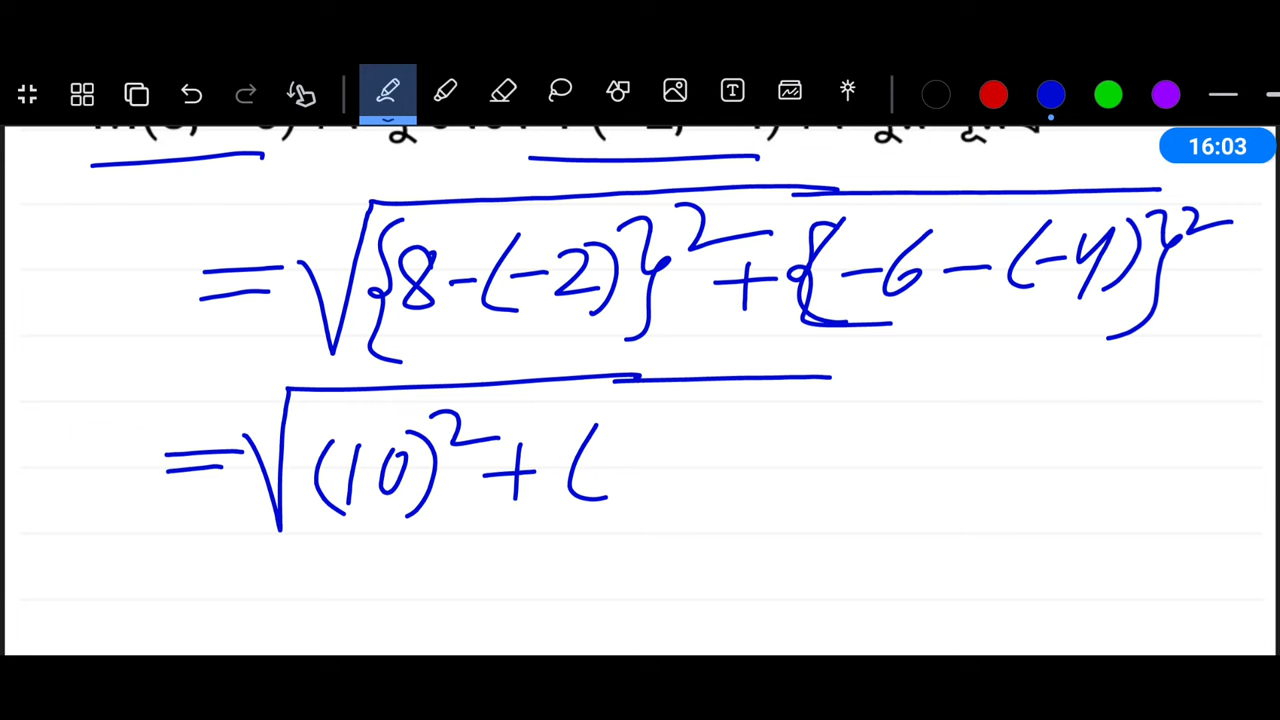 16:03
= √{8-(-2)}² + {-6-(-4)}²
= √(10)² + (